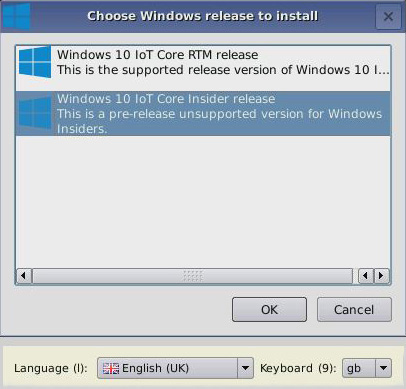 Choose Windows release to install
Windows 10 IoT Core RTM release
This is the supported release version of Windows 10 I...
Windows 10 IoT Core Insider release
This is a pre-release unsupported version for Windows
Insiders.
OK Cancel
Language (l): English (UK) Keyboard (9): gb